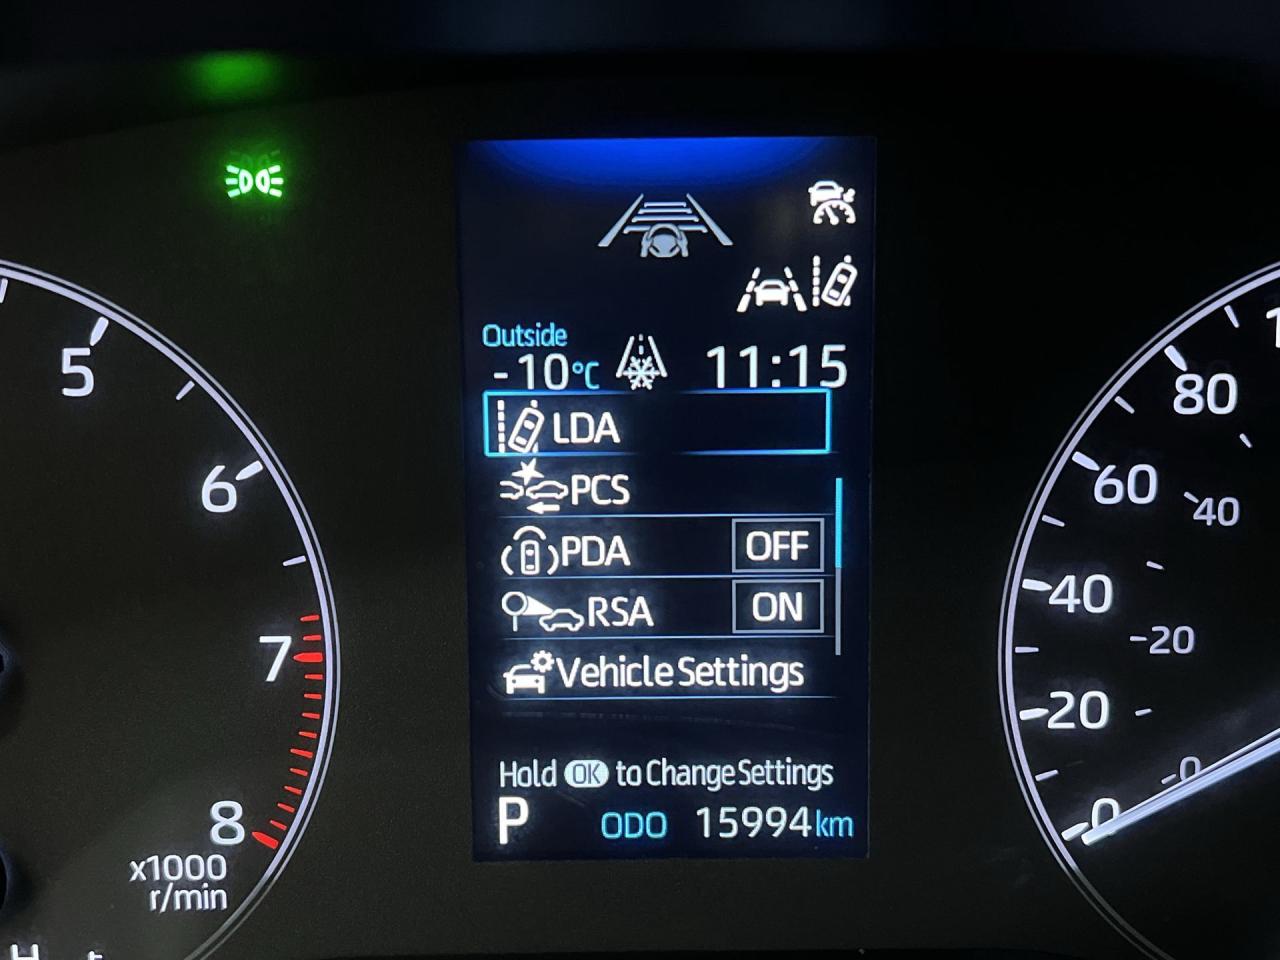 Outside
-10°C 11:15
LDA
PCS
PDA OFF
RSA ON
Vehicle Settings
Hold OK to Change Settings
P ODO 15994 km
5
6
7
8
x1000
r/min
80
60
40
40
-20
20
-0
0